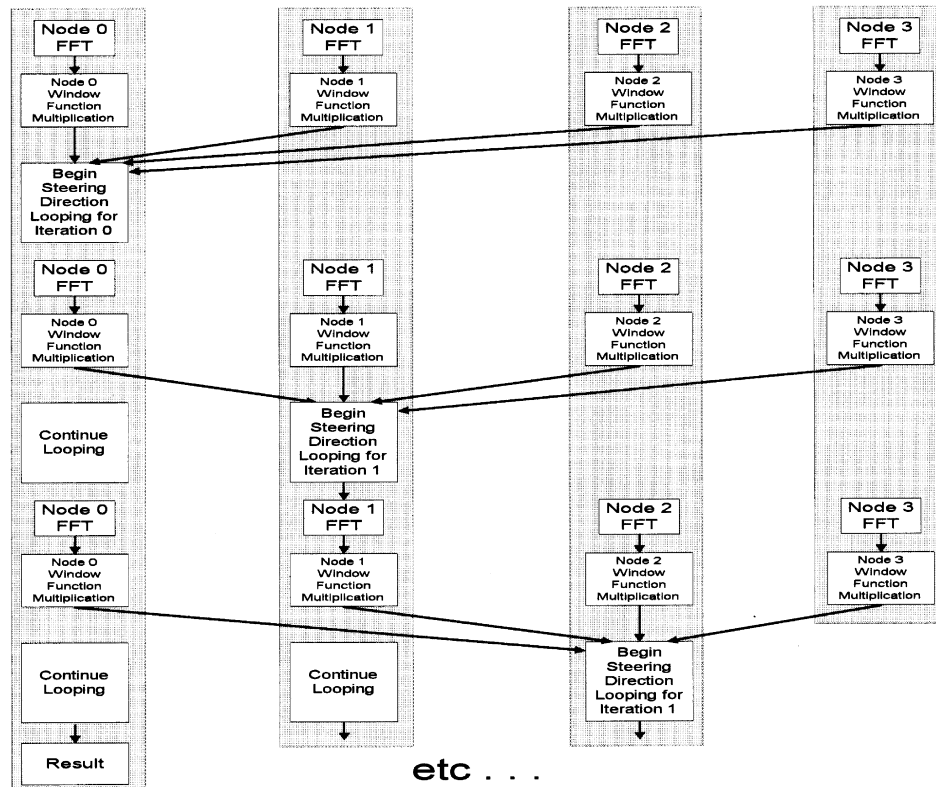 Node 0
FFT
Node 1
FFT
Node 2
FFT
Node 3
FFT
Node 0
Window
Function
Multiplication
Node 1
Window
Function
Multiplication
Node 2
Window
Function
Multiplication
Node 3
Window
Function
Multiplication
Begin
Steering
Direction
Looping for
Iteration 0
Node 0
FFT
Node 1
FFT
Node 2
FFT
Node 3
FFT
Node 0
Window
Function
Multiplication
Node 1
Window
Function
Multiplication
Node 2
Window
Function
Multiplication
Node 3
Window
Function
Multiplication
Continue
Looping
Begin
Steering
Direction
Looping for
Iteration 1
Node 0
FFT
Node 1
FFT
Node 2
FFT
Node 3
FFT
Node 0
Window
Function
Multiplication
Node 1
Window
Function
Multiplication
Node 2
Window
Function
Multiplication
Node 3
Window
Function
Multiplication
Continue
Looping
Continue
Looping
Begin
Steering
Direction
Looping for
Iteration 1
Result
etc . . .